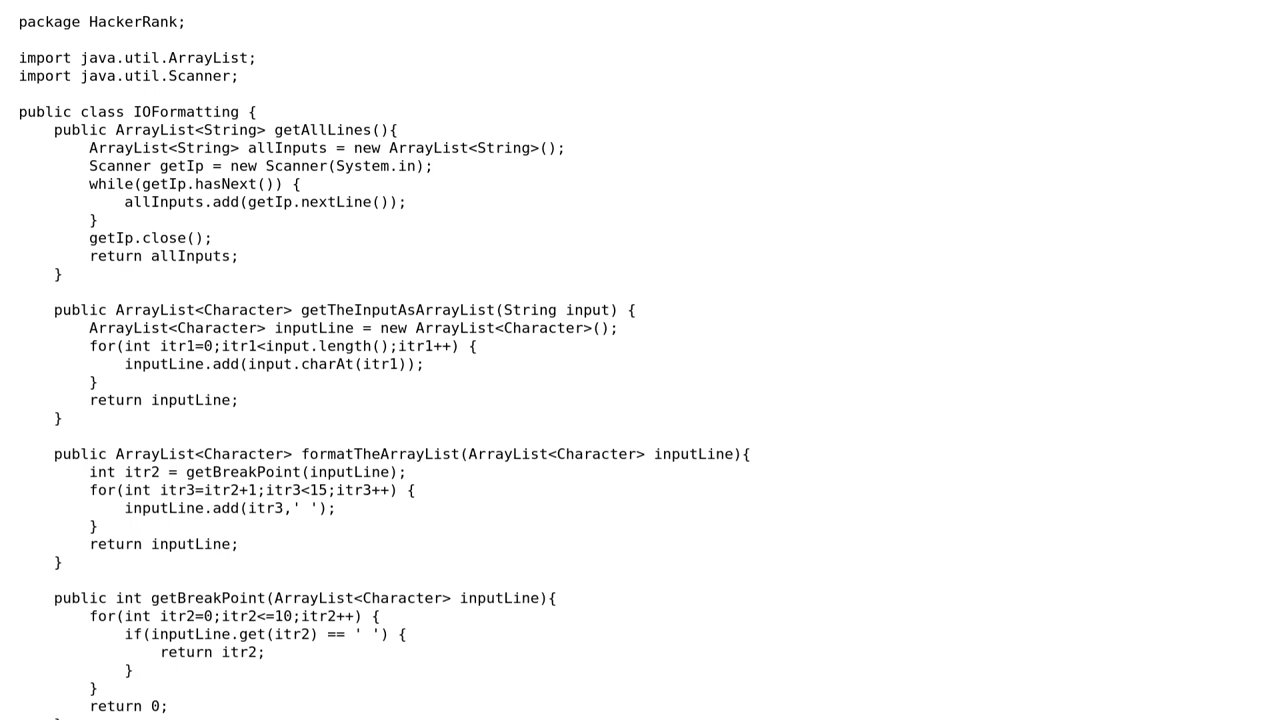 package HackerRank;

import java.util.ArrayList;
import java.util.Scanner;

public class IOFormatting {
    public ArrayList<String> getAllLines(){
        ArrayList<String> allInputs = new ArrayList<String>();
        Scanner getIp = new Scanner(System.in);
        while(getIp.hasNext()) {
            allInputs.add(getIp.nextLine());
        }
        getIp.close();
        return allInputs;
    }

    public ArrayList<Character> getTheInputAsArrayList(String input) {
        ArrayList<Character> inputLine = new ArrayList<Character>();
        for(int itr1=0;itr1<input.length();itr1++) {
            inputLine.add(input.charAt(itr1));
        }
        return inputLine;
    }

    public ArrayList<Character> formatTheArrayList(ArrayList<Character> inputLine){
        int itr2 = getBreakPoint(inputLine);
        for(int itr3=itr2+1;itr3<15;itr3++) {
            inputLine.add(itr3,' ');
        }
        return inputLine;
    }

    public int getBreakPoint(ArrayList<Character> inputLine){
        for(int itr2=0;itr2<=10;itr2++) {
            if(inputLine.get(itr2) == ' ') {
                return itr2;
            }
        }
        return 0;